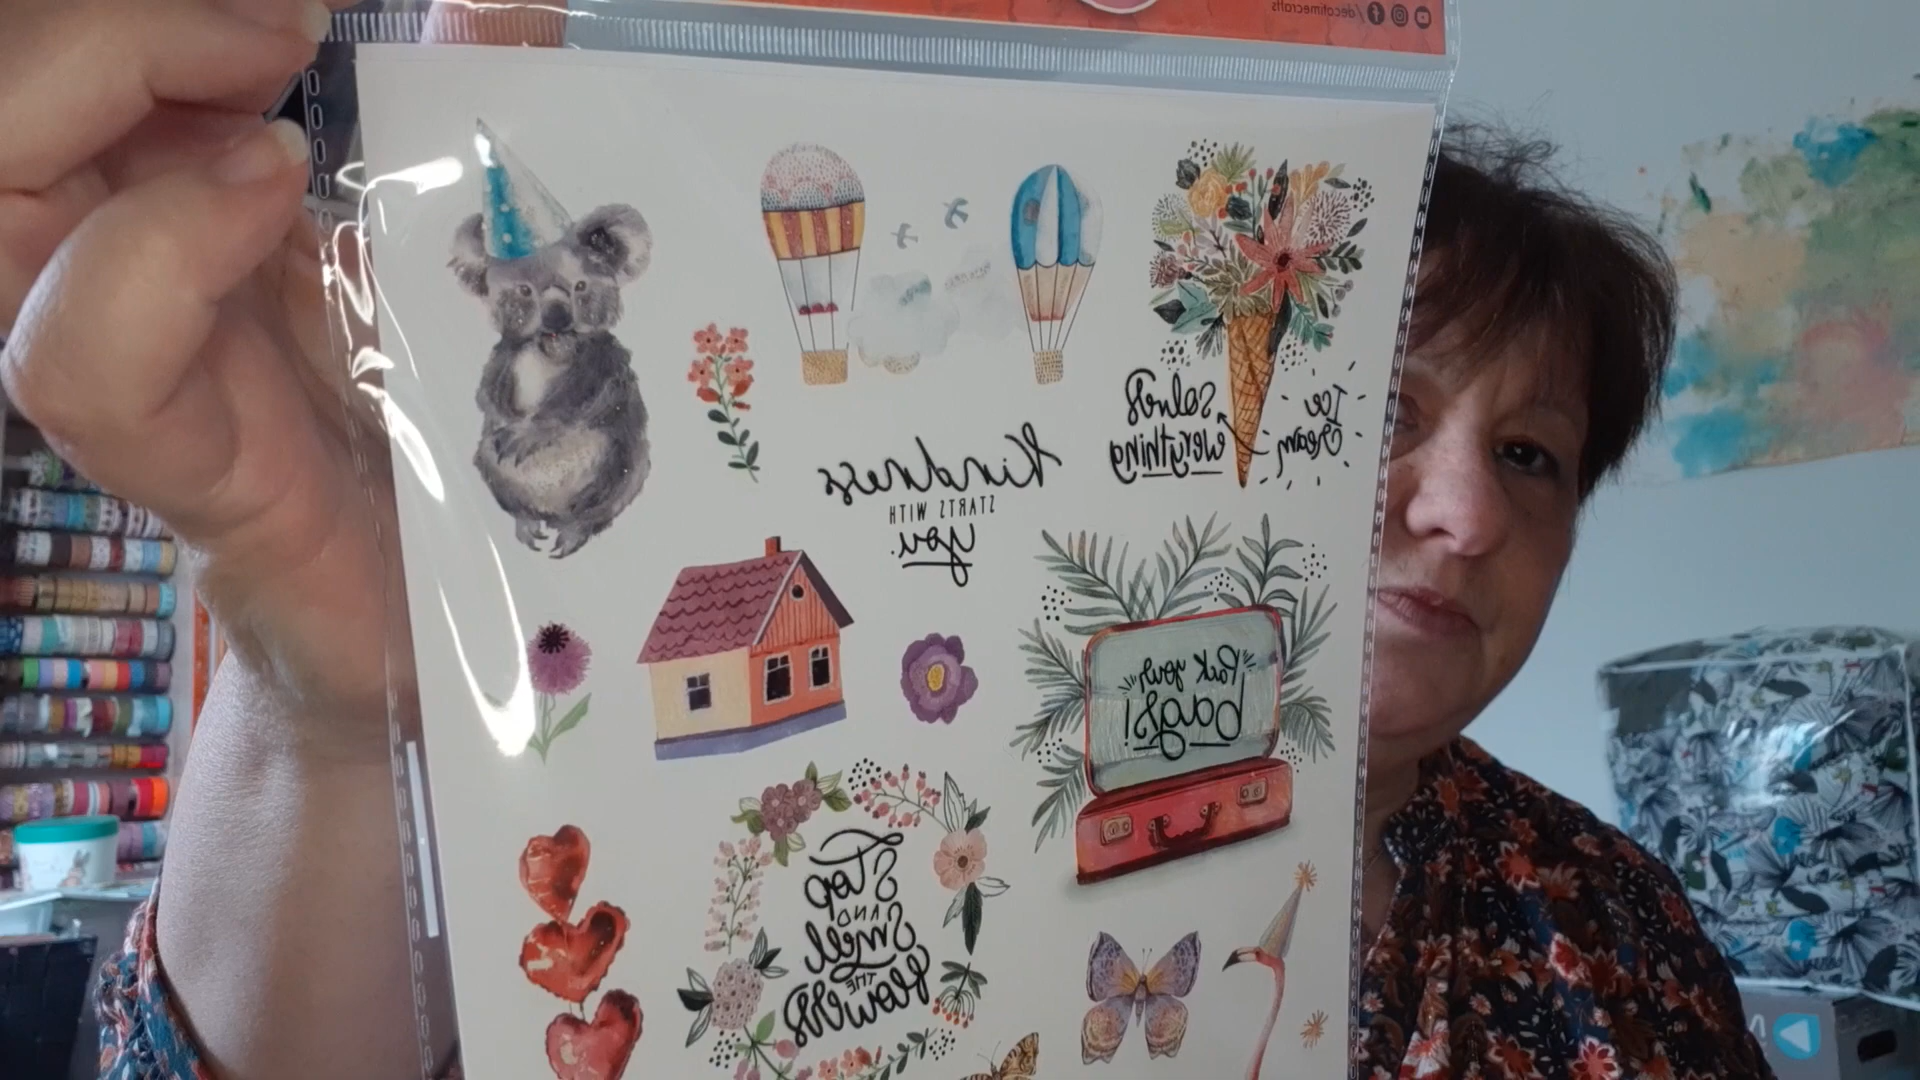 /decotimecrafts
Ice
Cream
solves
everything
Kindness
STARTS WITH
you.
Pack your
bags!
Stop
AND
Smell
THE
flowers